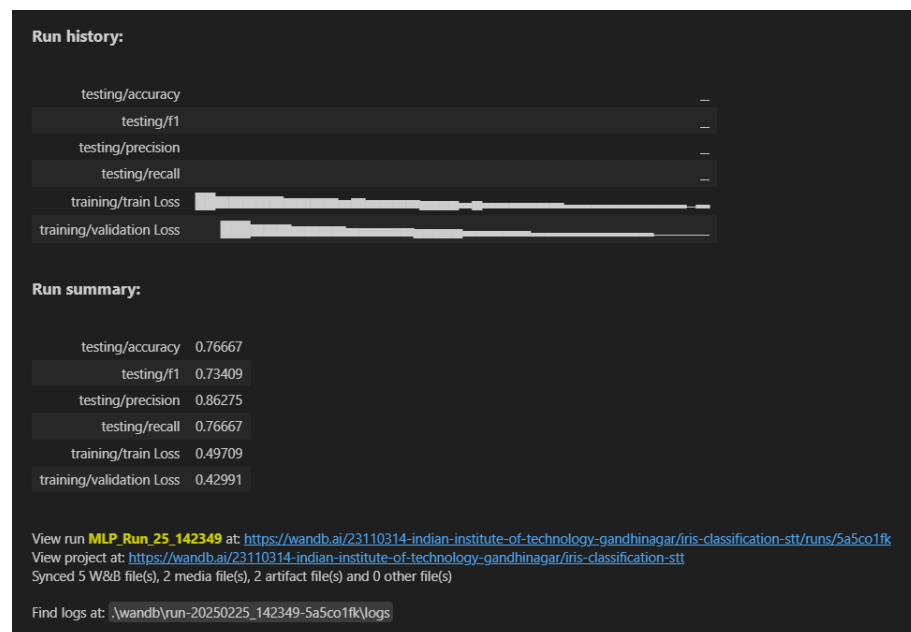 Run history:
testing/accuracy
testing/f1
testing/precision
testing/recall
training/train Loss
training/validation Loss
Run summary:
testing/accuracy 0.76667
testing/f1 0.73409
testing/precision 0.86275
testing/recall 0.76667
training/train Loss 0.49709
training/validation Loss 0.42991
View run MLP_Run_25_142349 at: https://wandb.ai/23110314-indian-institute-of-technology-gandhinagar/iris-classification-stt/runs/5a5co1fk
View project at: https://wandb.ai/23110314-indian-institute-of-technology-gandhinagar/iris-classification-stt
Synced 5 W&B file(s), 2 media file(s), 2 artifact file(s) and 0 other file(s)
Find logs at: .\wandb\run-20250225_142349-5a5co1fk\logs